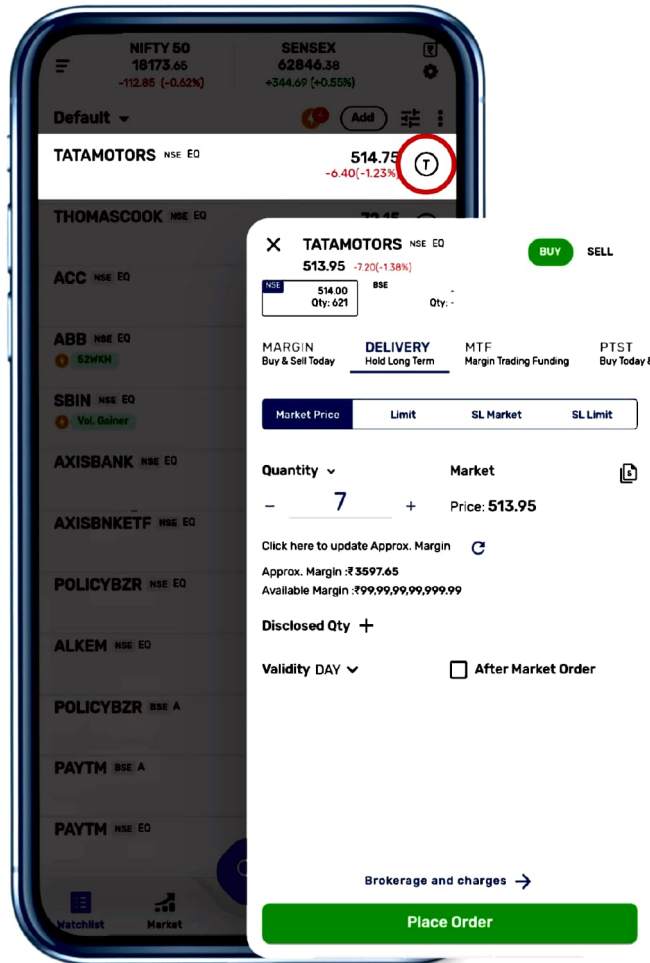 NIFTY 50
18173.65
-112.85 (-0.62%)
SENSEX
62846.38
+344.69 (+0.55%)
Default
Add
TATAMOTORS NSE EQ
514.75
-6.40(-1.23%)
T
THOMASCOOK NSE EQ
ACC NSE EQ
ABB NSE EQ
52WKH
SBIN NSE EQ
Vol. Gainer
AXISBANK NSE EQ
AXISBNKETF NSE EQ
POLICYBZR NSE EQ
ALKEM NSE EQ
POLICYBZR BSE A
PAYTM BSE A
PAYTM NSE EQ
Watchlist
Market
TATAMOTORS NSE EQ
513.95 -7.20(-1.38%)
BUY
SELL
NSE
514.00
Qty: 621
BSE
-
Qty: -
MARGIN
Buy & Sell Today
DELIVERY
Hold Long Term
MTF
Margin Trading Funding
PTST
Buy Today &
Market Price
Limit
SL Market
SL Limit
Quantity
Market
- 7 +
Price: 513.95
Click here to update Approx. Margin
Approx. Margin :₹3597.65
Available Margin :₹99,99,99,99,999.99
Disclosed Qty +
Validity DAY
After Market Order
Brokerage and charges →
Place Order